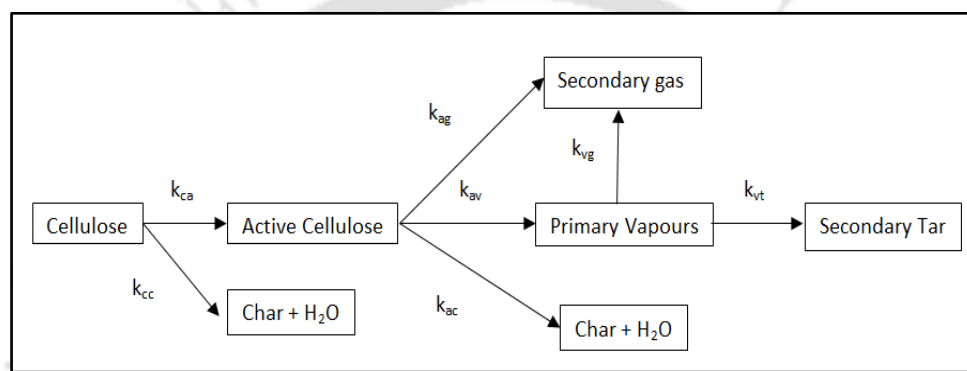 Secondary gas
k_ag
k_vg
k_ca
k_av
k_vt
Cellulose
Active Cellulose
Primary Vapours
Secondary Tar
k_cc
k_ac
Char + H₂O
Char + H₂O